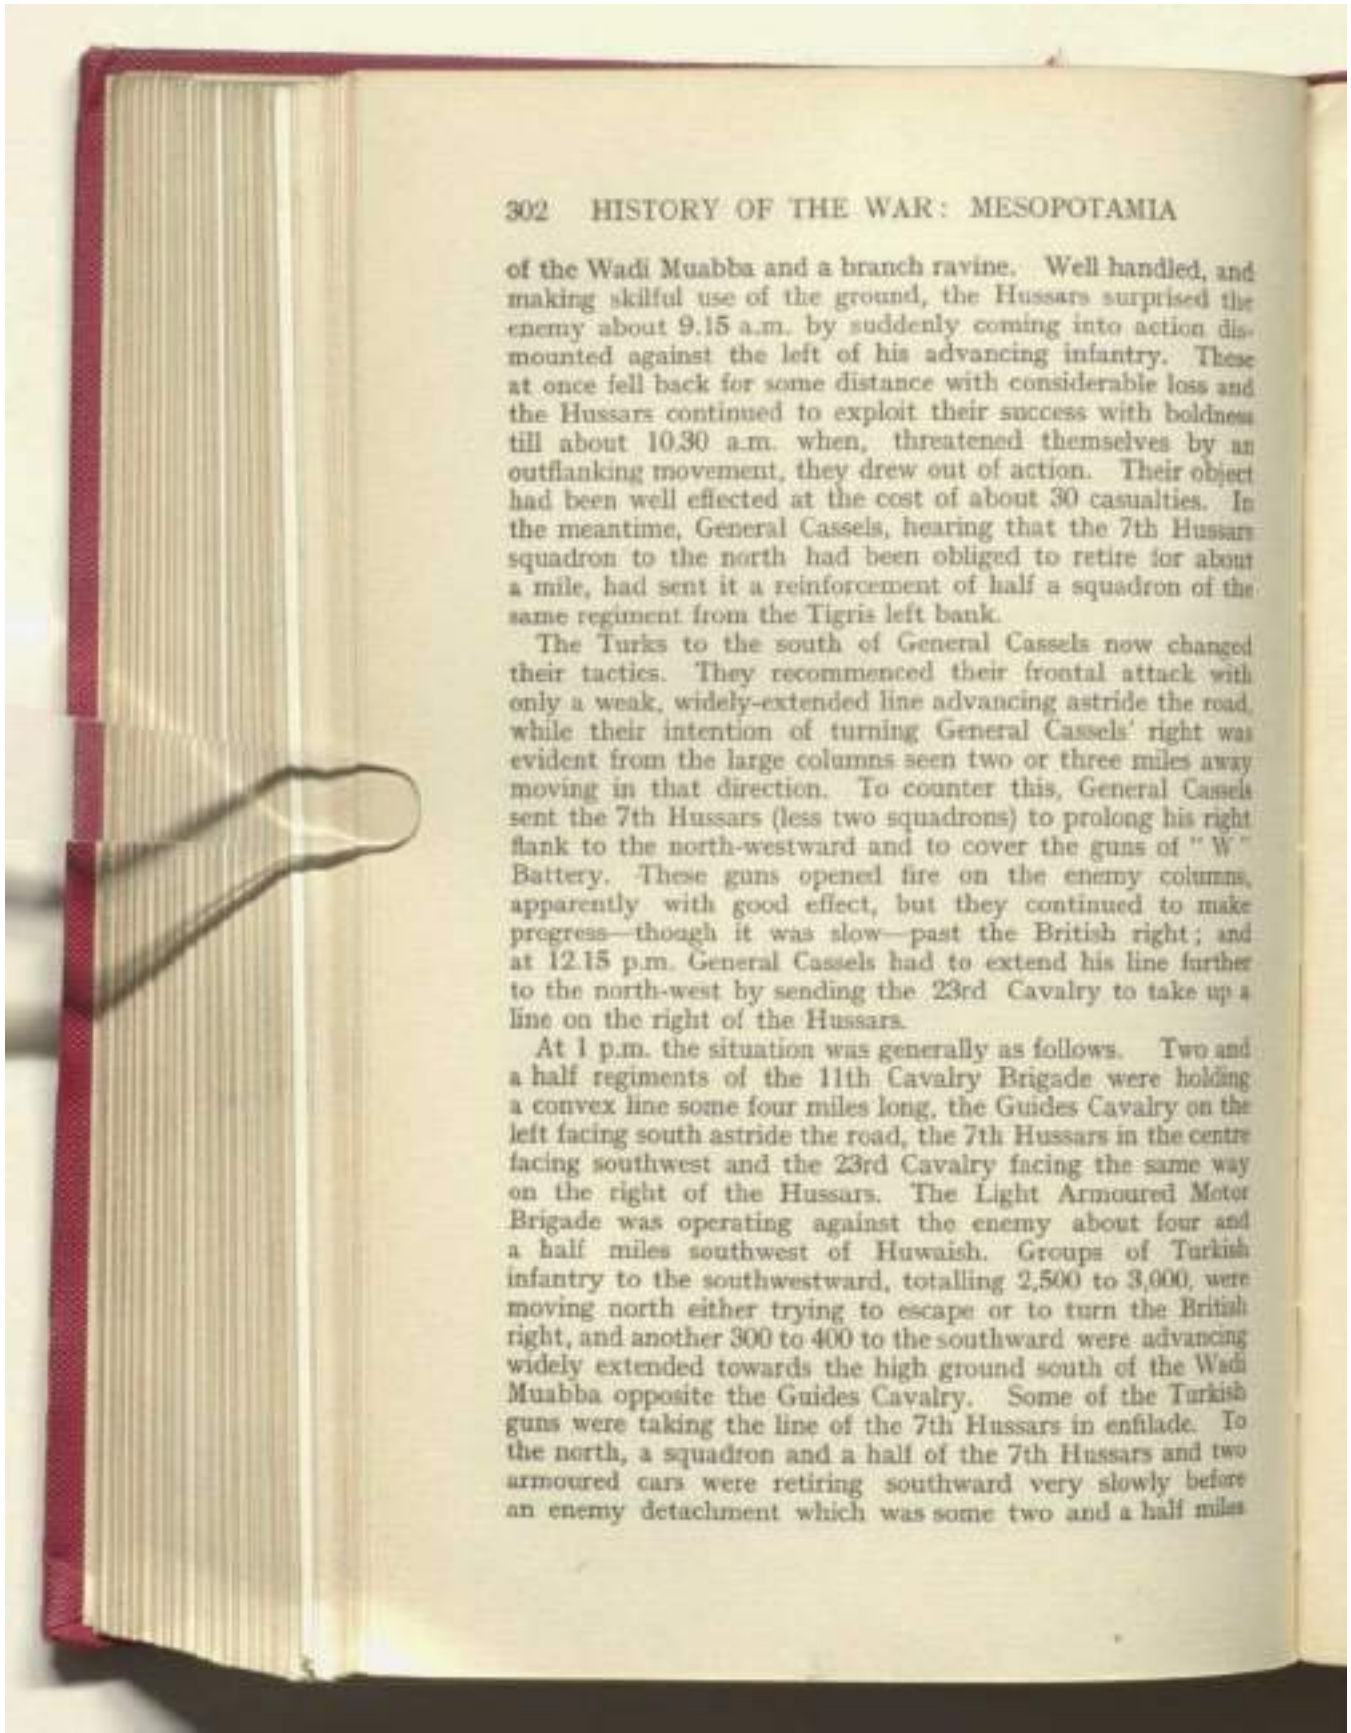 302 HISTORY OF THE WAR: MESOPOTAMIA
of the Wadi Muabba and a branch ravine. Well handled, and
making skilful use of the ground, the Hussars surprised the
enemy about 9.15 a.m. by suddenly coming into action dis-
mounted against the left of his advancing infantry. These
at once fell back for some distance with considerable loss and
the Hussars continued to exploit their success with boldness
till about 10.30 a.m. when, threatened themselves by an
outflanking movement, they drew out of action. Their object
had been well effected at the cost of about 30 casualties. In
the meantime, General Cassels, hearing that the 7th Hussars
squadron to the north had been obliged to retire for about
a mile, had sent it a reinforcement of half a squadron of the
same regiment from the Tigris left bank.
The Turks to the south of General Cassels now changed
their tactics. They recommenced their frontal attack with
only a weak, widely-extended line advancing astride the road,
while their intention of turning General Cassels' right was
evident from the large columns seen two or three miles away
moving in that direction. To counter this, General Cassels
sent the 7th Hussars (less two squadrons) to prolong his right
flank to the north-westward and to cover the guns of "W"
Battery. These guns opened fire on the enemy columns,
apparently with good effect, but they continued to make
progress—though it was slow—past the British right; and
at 12.15 p.m. General Cassels had to extend his line further
to the north-west by sending the 23rd Cavalry to take up a
line on the right of the Hussars.
At 1 p.m. the situation was generally as follows. Two and
a half regiments of the 11th Cavalry Brigade were holding
a convex line some four miles long, the Guides Cavalry on the
left facing south astride the road, the 7th Hussars in the centre
facing southwest and the 23rd Cavalry facing the same way
on the right of the Hussars. The Light Armoured Motor
Brigade was operating against the enemy about four and
a half miles southwest of Huwaish. Groups of Turkish
infantry to the southwestward, totalling 2,500 to 3,000, were
moving north either trying to escape or to turn the British
right, and another 300 to 400 to the southward were advancing
widely extended towards the high ground south of the Wadi
Muabba opposite the Guides Cavalry. Some of the Turkish
guns were taking the line of the 7th Hussars in enfilade. To
the north, a squadron and a half of the 7th Hussars and two
armoured cars were retiring southward very slowly before
an enemy detachment which was some two and a half miles